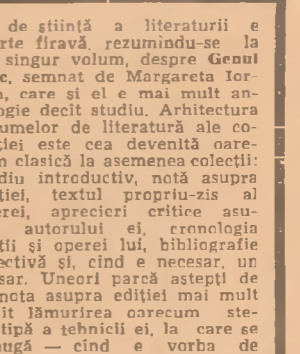 de știință a literaturii e
rte firavă, rezumîndu-se la
singur volum, despre Genul
c, semnat de Margareta Ior-
, care și el e mai mult an-
ogie decît studiu. Arhitectura
umelor de literatură ale co-
ției este cea devenită oare-
m clasică la asemenea colecții:
diu introductiv, notă asupra
ției, textul propriu-zis al
erei, aprecieri critice asu-
autorului ei, cronologia
ții și operei lui, bibliografie
ectivă și, cînd e necesar, un
sar. Uneori parcă aștepți de
nota asupra ediției mai mult
ît lămurirea oarecum ste-
tipă a tehnicii ei, la care se
augă — cînd e vorba de